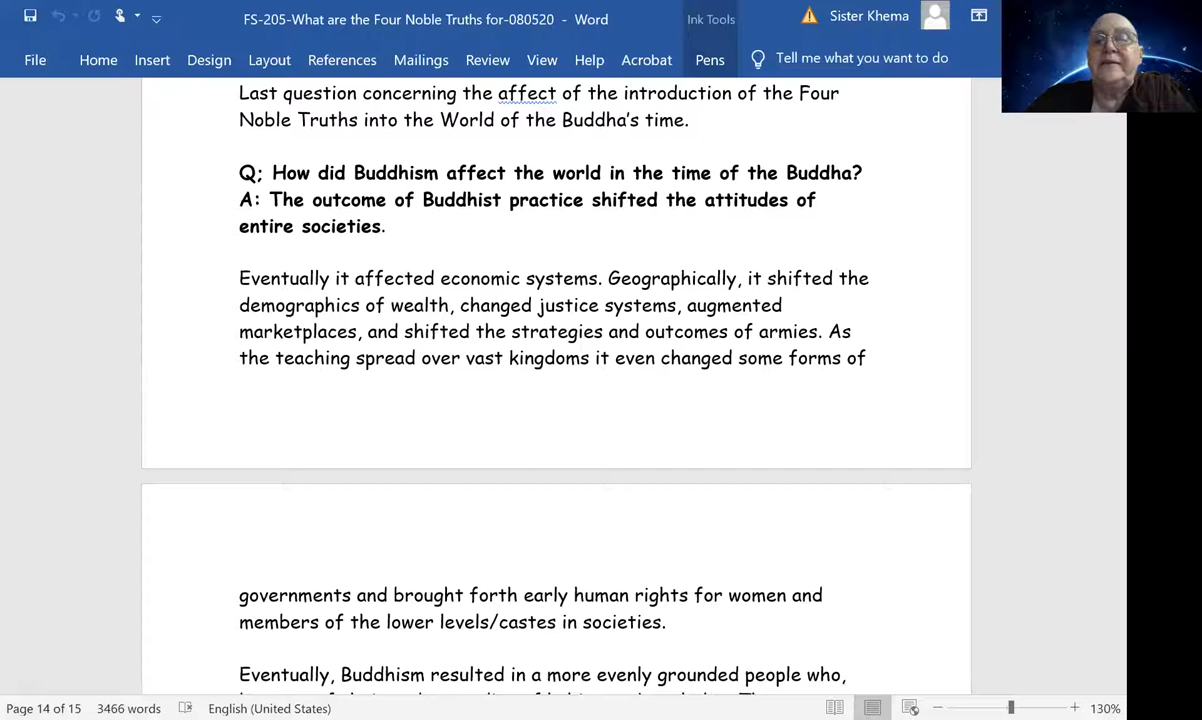 FS-205-What are the Four Noble Truths for-080520 - Word
Ink Tools
Sister Khema
File Home Insert Design Layout References Mailings Review View Help Acrobat Pens Tell me what you want to do
Last question concerning the affect of the introduction of the Four
Noble Truths into the World of the Buddha's time.
Q; How did Buddhism affect the world in the time of the Buddha?
A: The outcome of Buddhist practice shifted the attitudes of
entire societies.
Eventually it affected economic systems. Geographically, it shifted the
demographics of wealth, changed justice systems, augmented
marketplaces, and shifted the strategies and outcomes of armies. As
the teaching spread over vast kingdoms it even changed some forms of
governments and brought forth early human rights for women and
members of the lower levels/castes in societies.
Eventually, Buddhism resulted in a more evenly grounded people who,
Page 14 of 15 3466 words English (United States) 130%